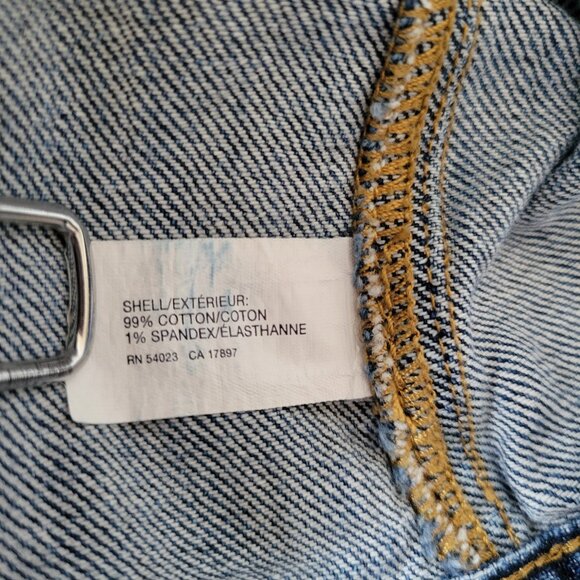 SHELL/EXTÉRIEUR:
99% COTTON/COTON
1% SPANDEX/ÉLASTHANNE
RN 54023 CA 17897